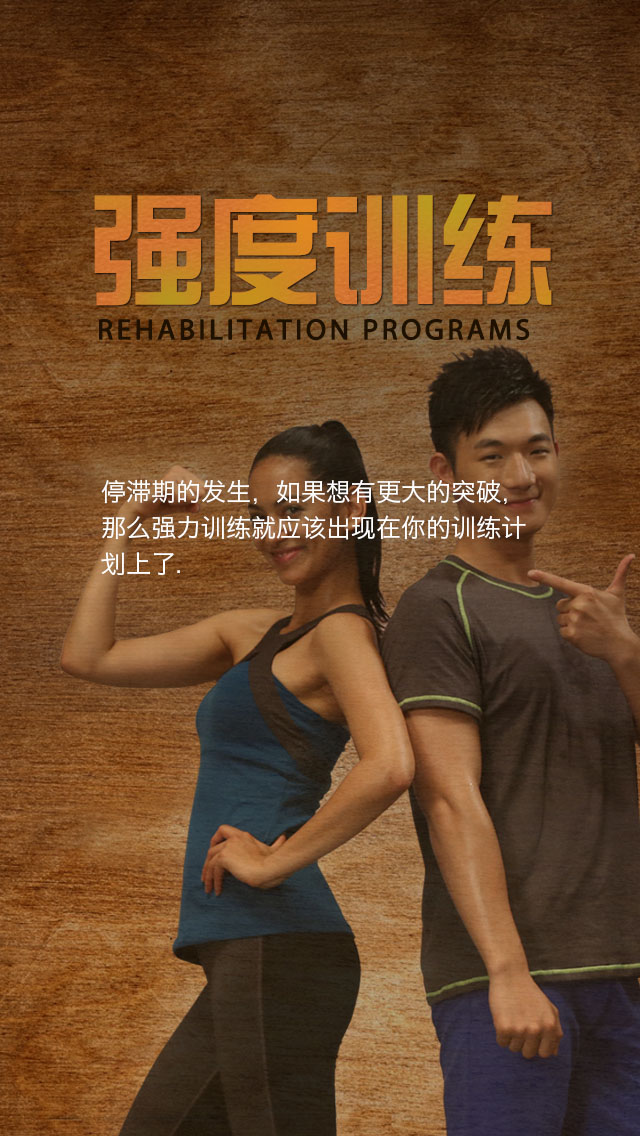 强度训练
REHABILITATION PROGRAMS
停滞期的发生，如果想有更大的突破，
那么强力训练就应该出现在你的训练计
划上了.